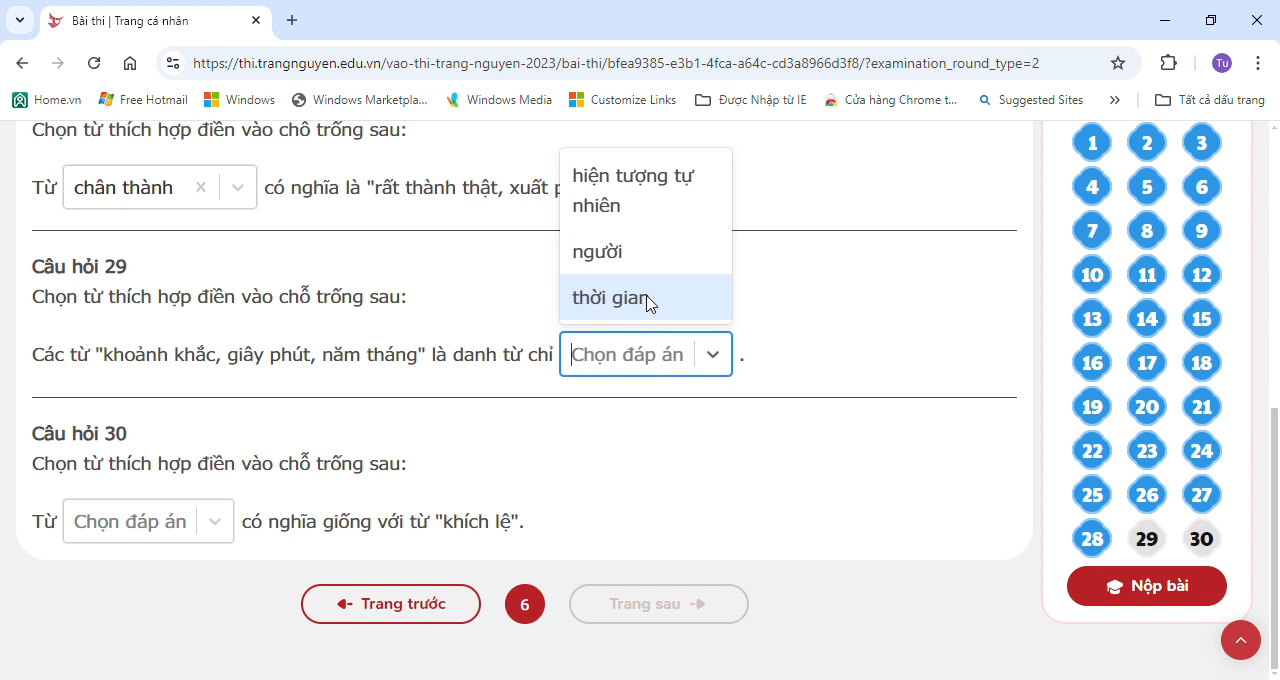 Bài thi | Trang cá nhân
https://thi.trangnguyen.edu.vn/vao-thi-trang-nguyen-2023/bai-thi/bfea9385-e3b1-4fca-a64c-cd3a8966d3f8/?examination_round_type=2
Tu
Home.vn Free Hotmail Windows Windows Marketpla... Windows Media Customize Links Được Nhập từ IE Cửa hàng Chrome t... Suggested Sites » Tất cả dấu trang
Chọn từ thích hợp điền vào chỗ trống sau:
Từ chân thành có nghĩa là "rất thành thật, xuất
hiện tượng tự
nhiên
người
thời gian
Câu hỏi 29
Chọn từ thích hợp điền vào chỗ trống sau:
Các từ "khoảnh khắc, giây phút, năm tháng" là danh từ chỉ Chọn đáp án .
Câu hỏi 30
Chọn từ thích hợp điền vào chỗ trống sau:
Từ Chọn đáp án có nghĩa giống với từ "khích lệ".
Trang trước 6 Trang sau
1 2 3
4 5 6
7 8 9
10 11 12
13 14 15
16 17 18
19 20 21
22 23 24
25 26 27
28 29 30
Nộp bài